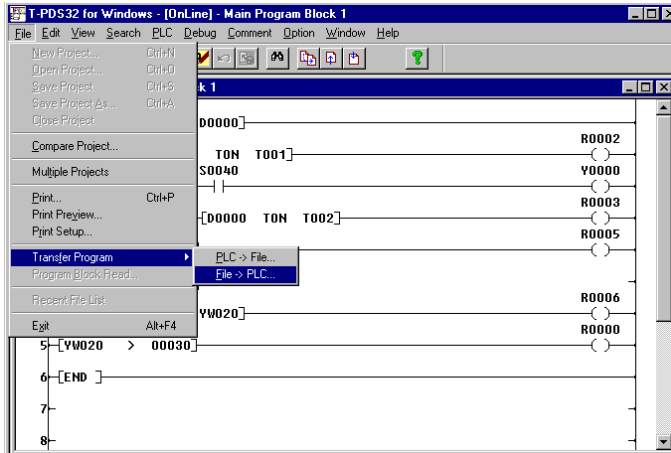 T-PDS32 for Windows - [OnLine] - Main Program Block 1
File Edit View Search PLC Debug Comment Option Window Help
New Project... Ctrl+N
Open Project... Ctrl+O
Save Project Ctrl+S
Save Project As... Ctrl+A
Close Project
Compare Project...
Multiple Projects
Print... Ctrl+P
Print Preview...
Print Setup...
Transfer Program
Program Block Read...
Recent File List
Exit Alt+F4
PLC -> File...
File -> PLC...
k 1
D0000]
R0002
TON T001]
( )
S0040 Y0000
( )
R0003
[D0000 TON T002]
( )
R0005
( )
R0006
YW020]
( )
R0000
5 [YW020 > 00030]
( )
6 [END ]
7
8